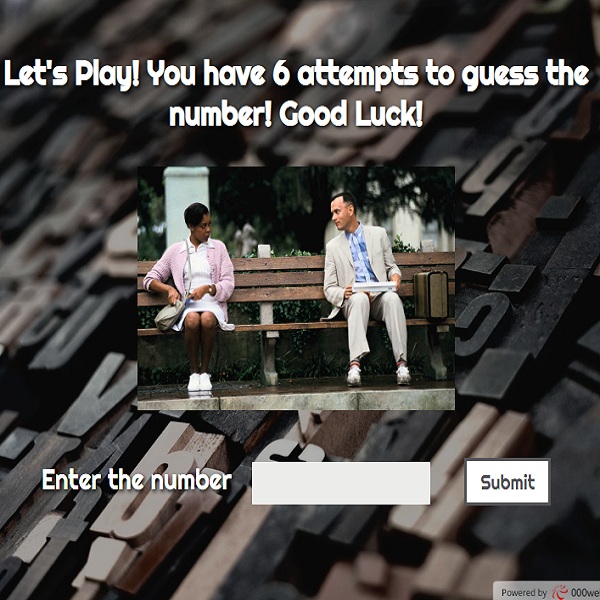 Let's Play! You have 6 attempts to guess the
number! Good Luck!
Enter the number
Submit
Powered by 000we